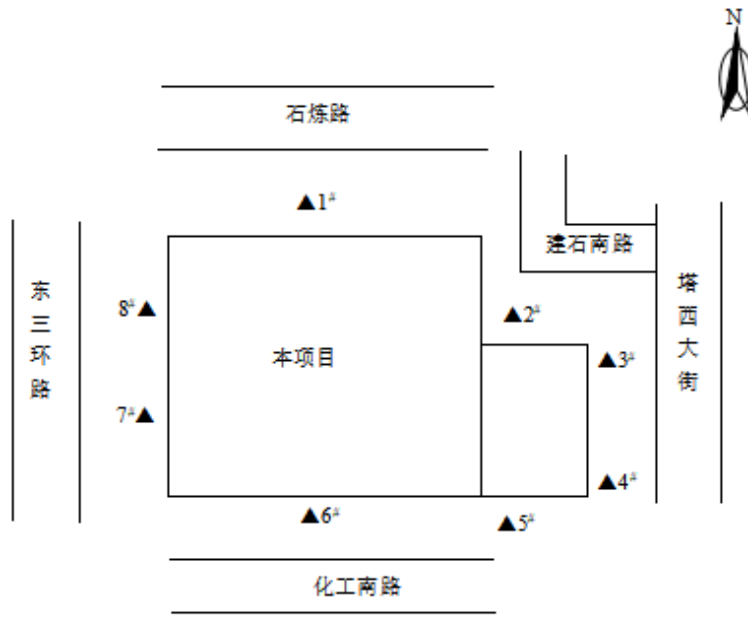 N
石炼路
▲1#
建石南路
东三环路
塔西大街
8#▲
▲2#
本项目
▲3#
7#▲
▲4#
▲6#
▲5#
化工南路